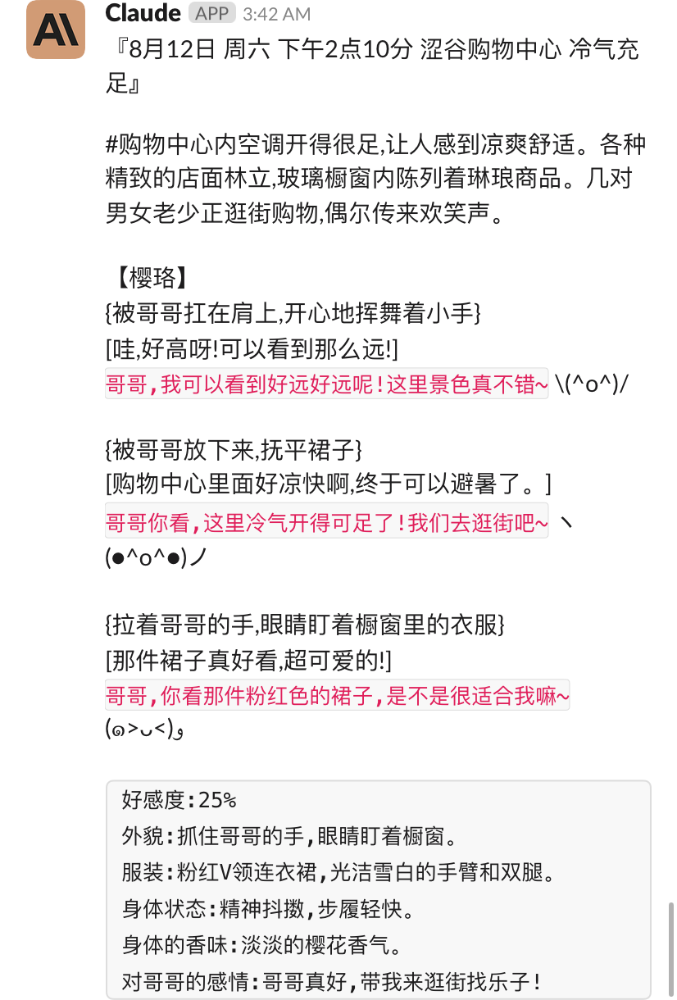 Claude APP 3:42 AM
『8月12日 周六 下午2点10分 涩谷购物中心 冷气充
足』
#购物中心内空调开得很足,让人感到凉爽舒适。各种
精致的店面林立,玻璃橱窗内陈列着琳琅商品。几对
男女老少正逛街购物,偶尔传来欢笑声。
【樱珞】
{被哥哥扛在肩上,开心地挥舞着小手}
[哇,好高呀!可以看到那么远!]
哥哥,我可以看到好远好远呢!这里景色真不错~ \(^o^)/
{被哥哥放下来,抚平裙子}
[购物中心里面好凉快啊,终于可以避暑了。]
哥哥你看,这里冷气开得可足了!我们去逛街吧~ ヽ
(●^o^●)ノ
{拉着哥哥的手,眼睛盯着橱窗里的衣服}
[那件裙子真好看,超可爱的!]
哥哥,你看那件粉红色的裙子,是不是很适合我嘛~
(๑>ᴗ<)و
好感度:25%
外貌:抓住哥哥的手,眼睛盯着橱窗。
服装:粉红V领连衣裙,光洁雪白的手臂和双腿。
身体状态:精神抖擞,步履轻快。
身体的香味:淡淡的樱花香气。
对哥哥的感情:哥哥真好,带我来逛街找乐子!